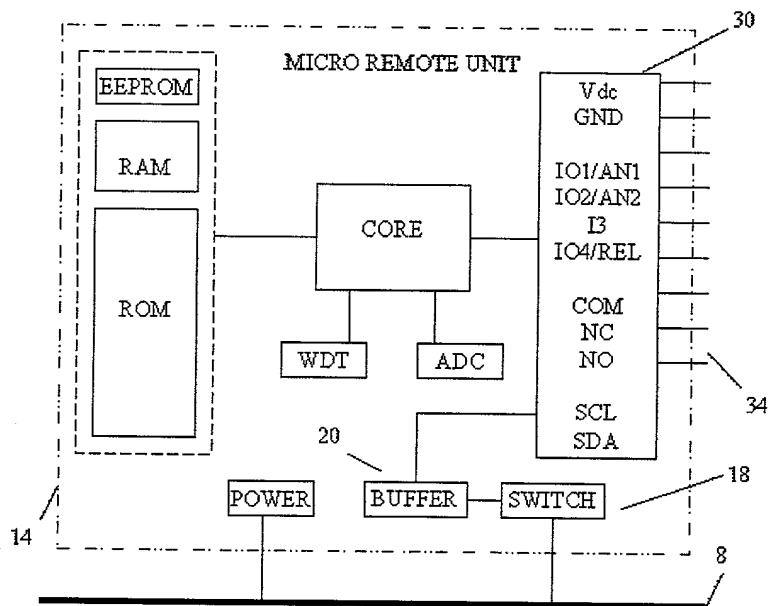 30
MICRO REMOTE UNIT
EEPROM
RAM
ROM
CORE
WDT
ADC
Vdc
GND
IO1/AN1
IO2/AN2
I3
IO4/REL
COM
NC
NO
SCL
SDA
34
20
18
POWER
BUFFER
SWITCH
14
8